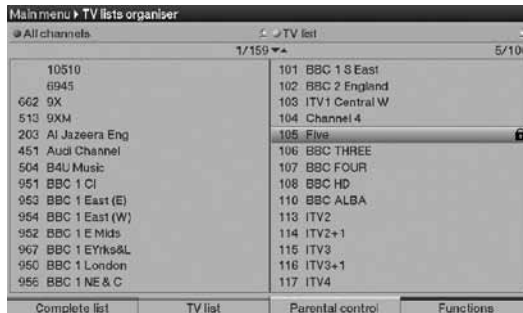 Main menu ▸ TV lists organiser
All channels
TV list
1/159
5/10
10510
6945
662 9X
513 9XM
203 Al Jazeera Eng
451 Audi Channel
504 B4U Music
951 BBC 1 CI
953 BBC 1 East (E)
954 BBC 1 East (W)
952 BBC 1 E Mids
967 BBC 1 EYrks&L
950 BBC 1 London
956 BBC 1 NE & C
101 BBC 1 S East
102 BBC 2 England
103 ITV1 Central W
104 Channel 4
105 Five
106 BBC THREE
107 BBC FOUR
108 BBC HD
110 BBC ALBA
113 ITV2
114 ITV2+1
115 ITV3
116 ITV3+1
117 ITV4
Complete list
TV list
Parental control
Functions